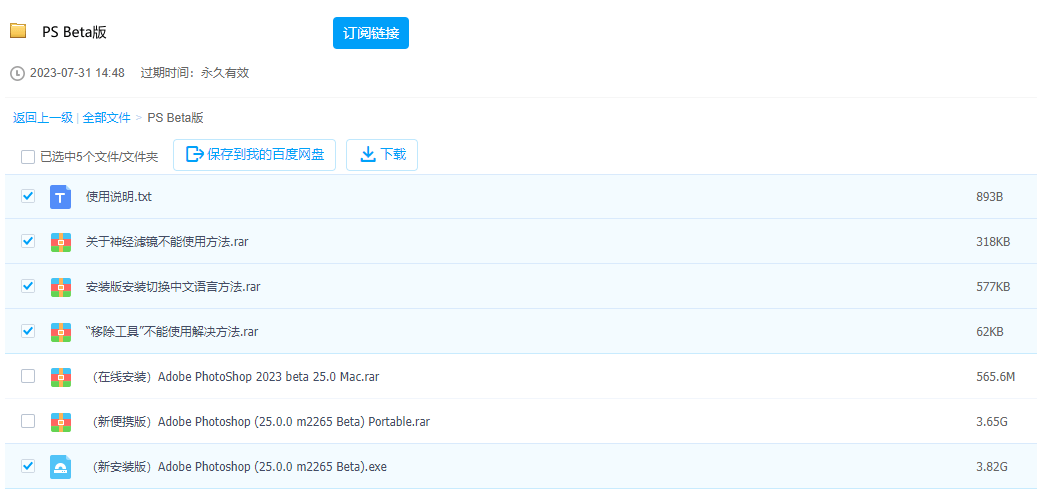 PS Beta版
订阅链接
2023-07-31 14:48 过期时间：永久有效
返回上一级 | 全部文件 > PS Beta版
已选中5个文件/文件夹 保存到我的百度网盘 下载
使用说明.txt 893B
关于神经滤镜不能使用方法.rar 318KB
安装版安装切换中文语言方法.rar 577KB
“移除工具”不能使用解决方法.rar 62KB
（在线安装）Adobe PhotoShop 2023 beta 25.0 Mac.rar 565.6M
（新便携版）Adobe Photoshop (25.0.0 m2265 Beta) Portable.rar 3.65G
（新安装版）Adobe Photoshop (25.0.0 m2265 Beta).exe 3.82G